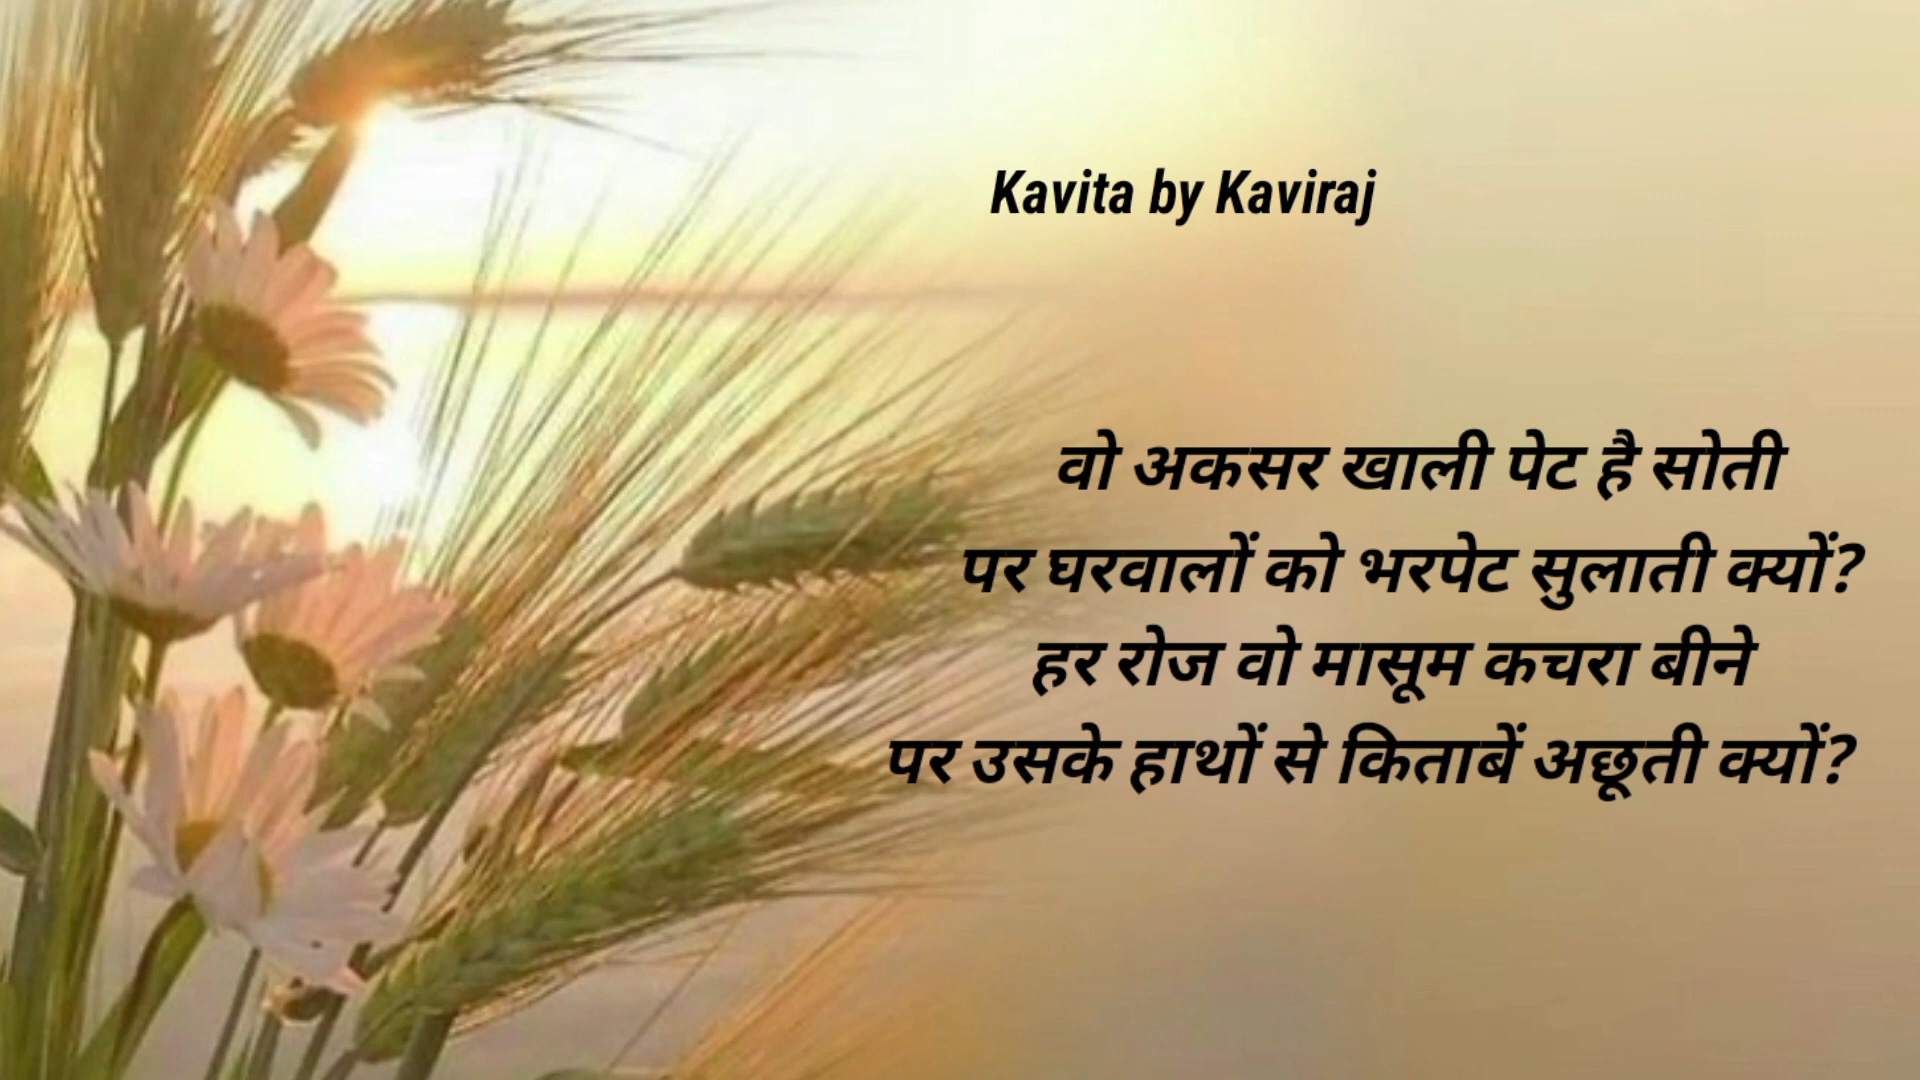 Kavita by Kaviraj
वो अकसर खाली पेट है सोती
पर घरवालों को भरपेट सुलाती क्यों?
हर रोज वो मासूम कचरा बीने
पर उसके हाथों से किताबें अछूती क्यों?